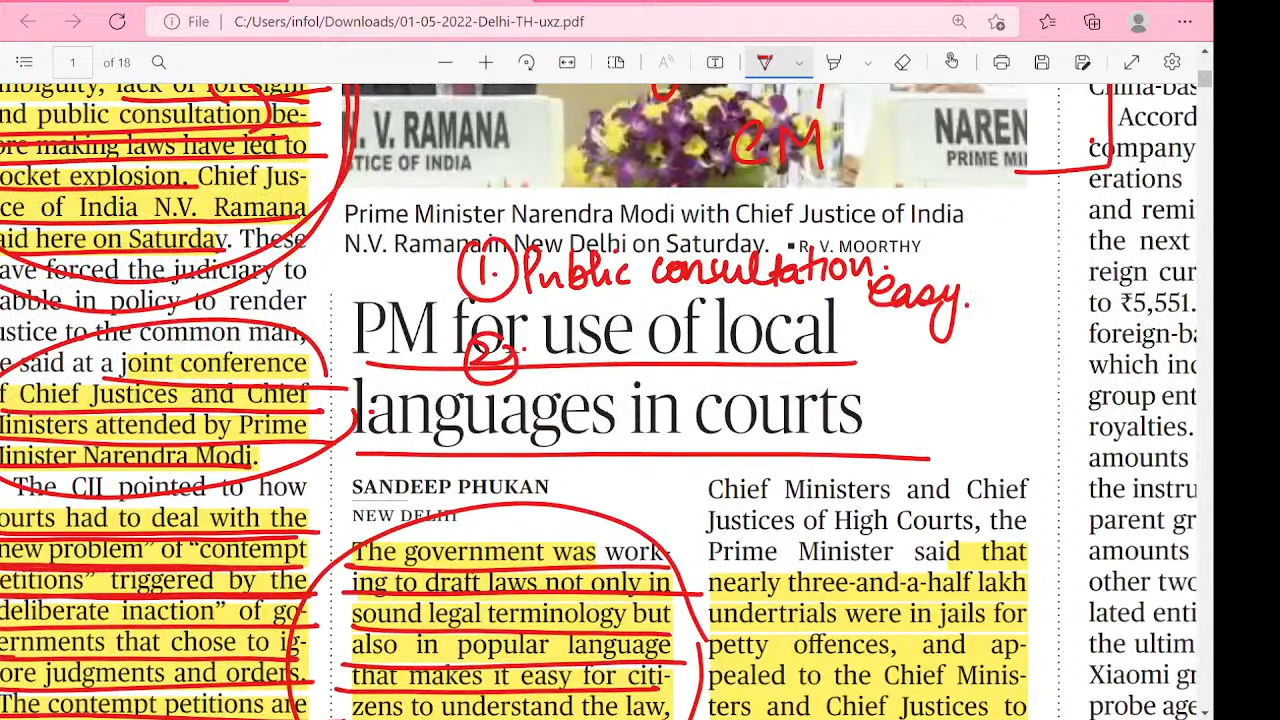 File
C:/Users/infol/Downloads/01-05-2022-Delhi-TH-uxz.pdf
1 of 18
lack of foresight
nd public consultation be-
ore making laws have led to
ocket explosion, Chief Jus-
ce of India N.V. Ramana
aid here on Saturday. These
ave forced the judiciary to
abble in policy to render
ustice to the common man,
e said at a joint conference
f Chief Justices and Chief
inisters attended by Prime
inister Narendra Modi.
The CJI pointed to how
ourts had to deal with the
new problem" of "contempt
etitions" triggered by the
deliberate inaction" of go-
ernments that chose to ig-
ore judgments and orders.
The contempt petitions are
. V. RAMANA
TICE OF INDIA
CM
NAREN
PRIME MI
Prime Minister Narendra Modi with Chief Justice of India
N.V. Ramana in New Delhi on Saturday. ▪ R. V. MOORTHY
1. Public consultation.
easy.
PM for use of local
2.
languages in courts
SANDEEP PHUKAN
NEW DELHI
The government was work-
ing to draft laws not only in
sound legal terminology but
also in popular language
that makes it easy for citi-
zens to understand the law,
Chief Ministers and Chief
Justices of High Courts, the
Prime Minister said that
nearly three-and-a-half lakh
undertrials were in jails for
petty offences, and ap-
pealed to the Chief Minis-
ters and Chief Justices to
China-bas
Accord
company
erations
and remi
the next
reign cur
to ₹5,551.
foreign-ba
which inc
group ent
royalties.
amounts
the instru
parent gr
amounts
other two
lated enti
the ultim
Xiaomi gr
probe age